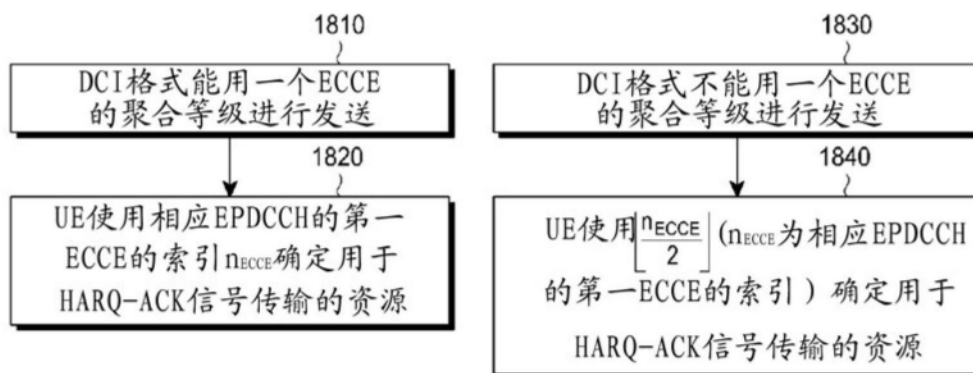 1810
DCI格式能用一个ECCE
的聚合等级进行发送
1820
UE使用相应EPDCCH的第一
ECCE的索引nECCE确定用于
HARQ-ACK信号传输的资源
1830
DCI格式不能用一个ECCE
的聚合等级进行发送
1840
UE使用⌊nECCE/2⌋(nECCE为相应EPDCCH
的第一ECCE的索引)确定用于
HARQ-ACK信号传输的资源